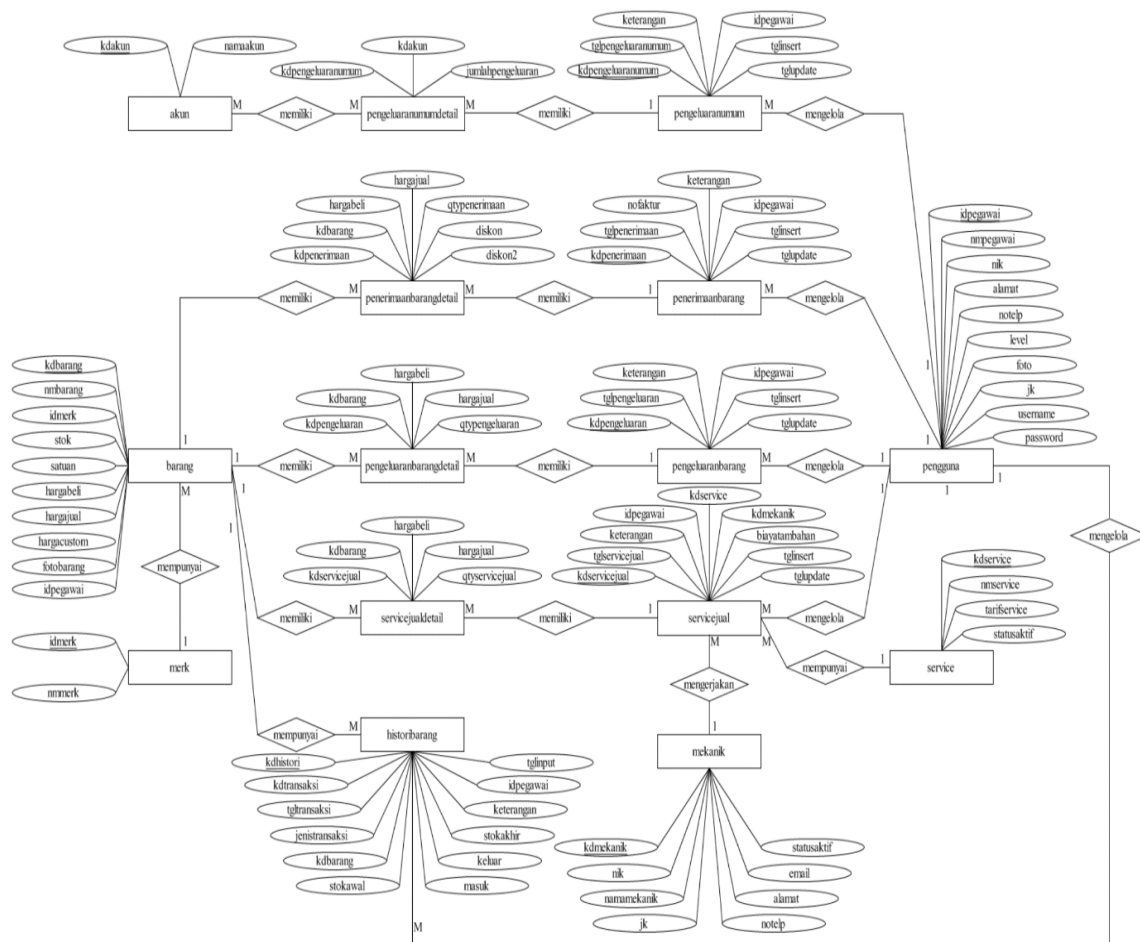 kdakun
namaakun
kdpengeluaranumum
kdakun
jumlahpengeluaran
keterangan
tglpengeluaranumum
kdpengeluaranumum
idpegawai
tglinsert
tglupdate
akun
M
memiliki
M
pengeluaranumumdetail
M
memiliki
1
pengeluaranumum
M
mengelola
hargajual
hargabeli
kdbarang
kdpenerimaan
qtypenerimaan
diskon
diskon2
keterangan
nofaktur
tglpenerimaan
kdpenerimaan
idpegawai
tglinsert
tglupdate
memiliki
M
penerimaanbarangdetail
M
memiliki
1
penerimaanbarang
M
mengelola
idpegawai
nmpegawai
nik
alamat
notelp
level
foto
jk
username
password
1
1
kdbarang
nmbarang
idmerk
stok
satuan
hargabeli
hargajual
hargacustom
fotobarang
idpegawai
hargabeli
kdbarang
kdpengeluaran
hargajual
qtypengeluaran
keterangan
tglpengeluaran
kdpengeluaran
idpegawai
tglinsert
tglupdate
1
barang
1
memiliki
M
pengeluaranbarangdetail
M
memiliki
1
pengeluaranbarang
M
mengelola
1
pengguna
1
1
1
M
1
1
mempunyai
1
merk
idmerk
nmmerk
hargabeli
kdbarang
kdservicejual
hargajual
qtyservicejual
kdservice
idpegawai
keterangan
tglservicejual
kdservicejual
kdmekanik
biayatambahan
tglinsert
tglupdate
memiliki
M
servicejualdetail
M
memiliki
1
servicejual
M
mengelola
1
M
mempunyai
1
service
kdservice
nmservice
tarifservice
statusaktif
mengelola
M
mengerjakan
1
mekanik
mempunyai
M
historibarang
kdhistori
kdtransaksi
tgltransaksi
jenistransaksi
kdbarang
stokawal
tglinput
idpegawai
keterangan
stokakhir
keluar
masuk
M
kdmekanik
nik
namamekanik
jk
statusaktif
email
alamat
notelp